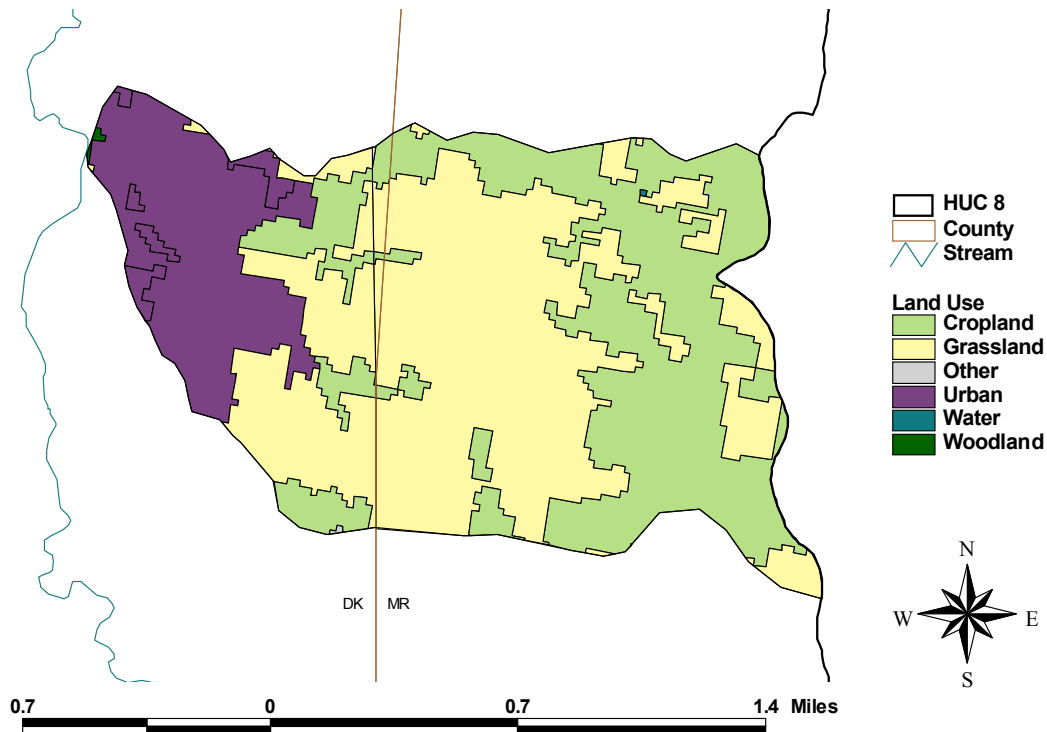 HUC 8
County
Stream
Land Use
Cropland
Grassland
Other
Urban
Water
Woodland
DK MR
N
W E
S
0.7 0 0.7 1.4 Miles